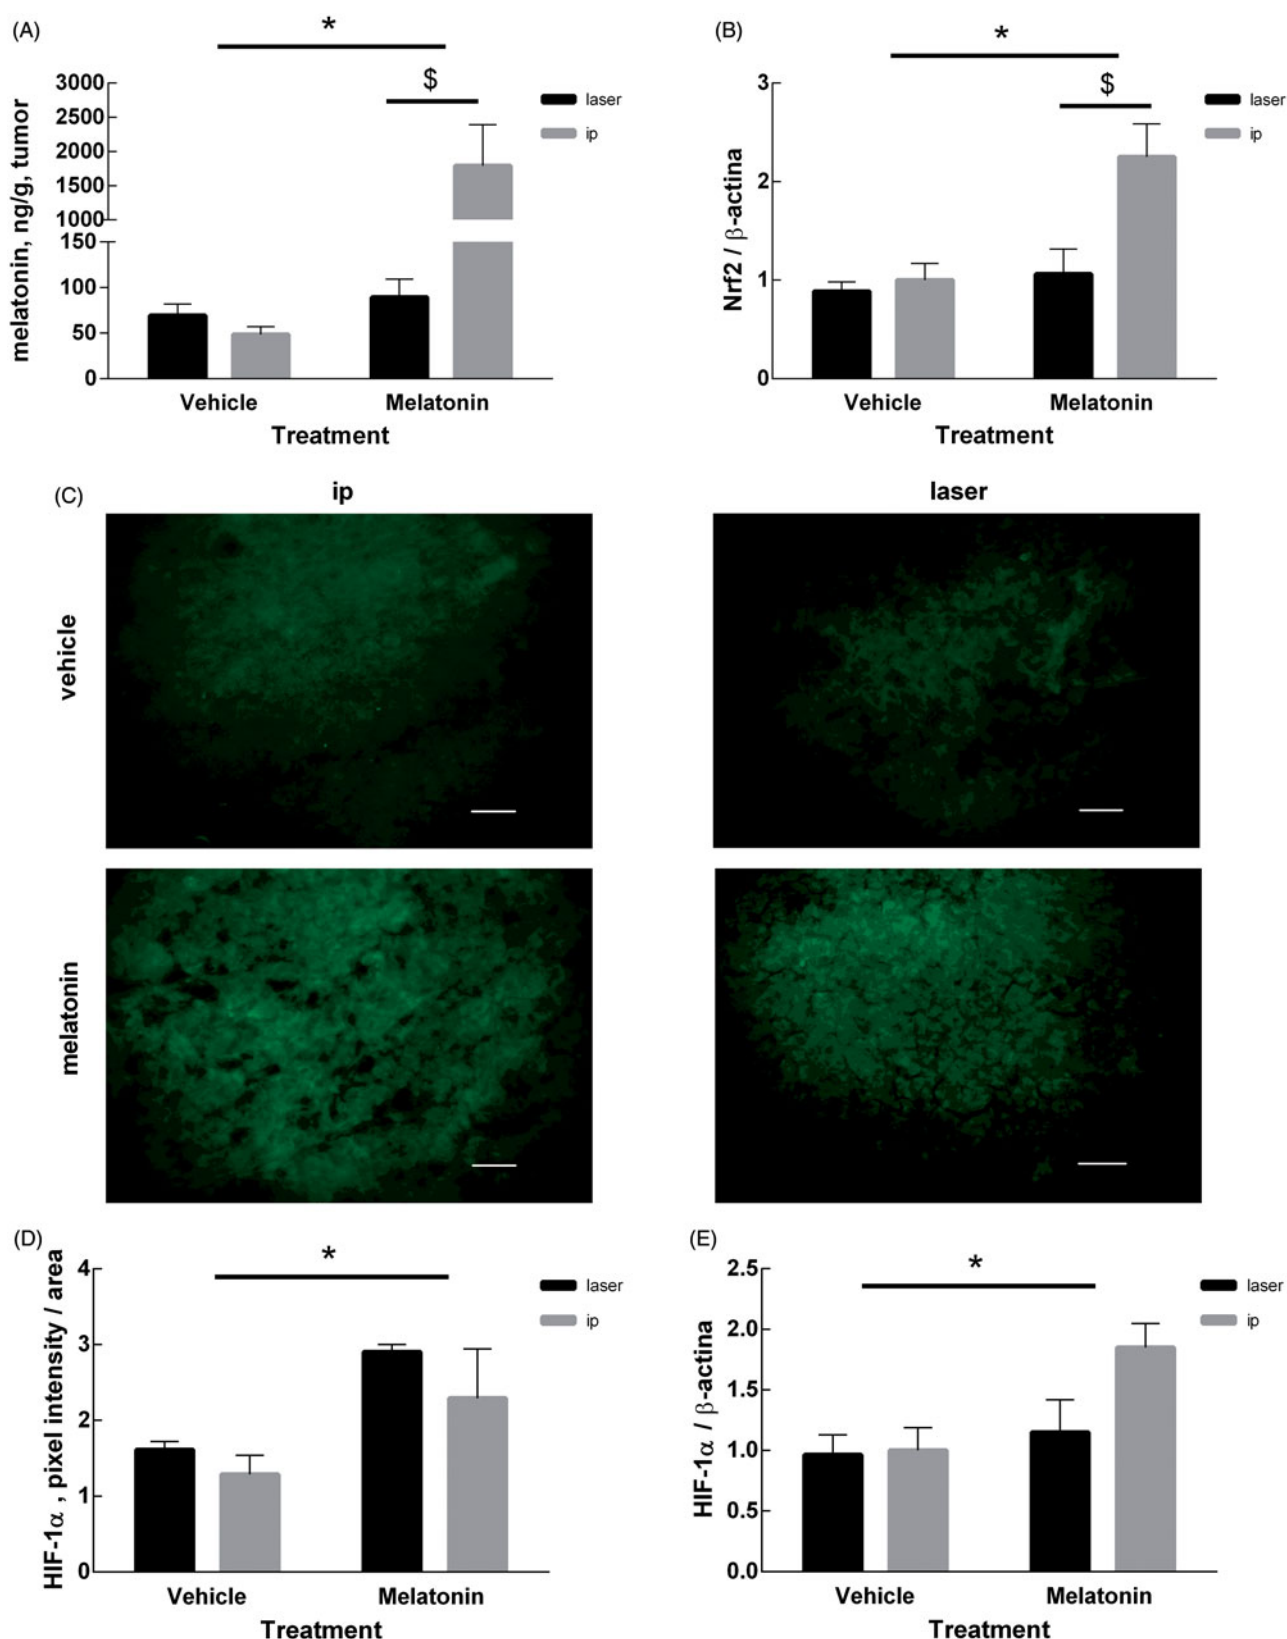 (A)
*
$
3000
2500
2000
1500
1000
150
100
50
0
melatonin, ng/g, tumor
laser
ip
Vehicle Melatonin
Treatment
(B)
*
$
3
2
1
0
Nrf2 / β-actina
laser
ip
Vehicle Melatonin
Treatment
(C)
ip laser
vehicle
melatonin
(D)
*
4
3
2
1
0
HIF-1α , pixel intensity / area
laser
ip
Vehicle Melatonin
Treatment
(E)
*
2.5
2.0
1.5
1.0
0.5
0.0
HIF-1α / β-actina
laser
ip
Vehicle Melatonin
Treatment